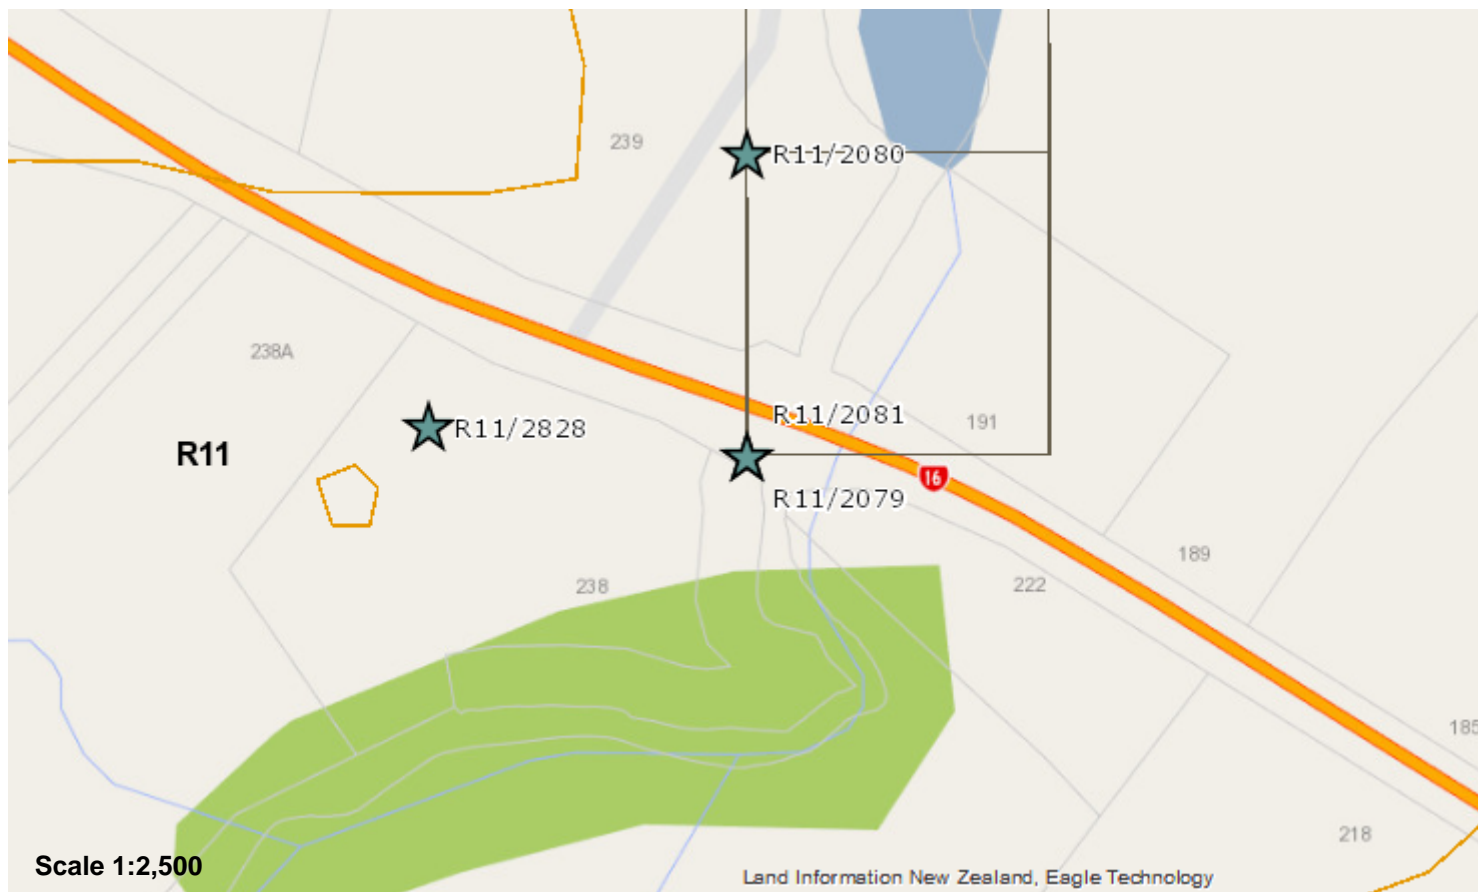 239
R11/2080
238A
R11/2081
191
R11/2828
R11
16
R11/2079
189
238
222
185
218
Scale 1:2,500
Land Information New Zealand, Eagle Technology